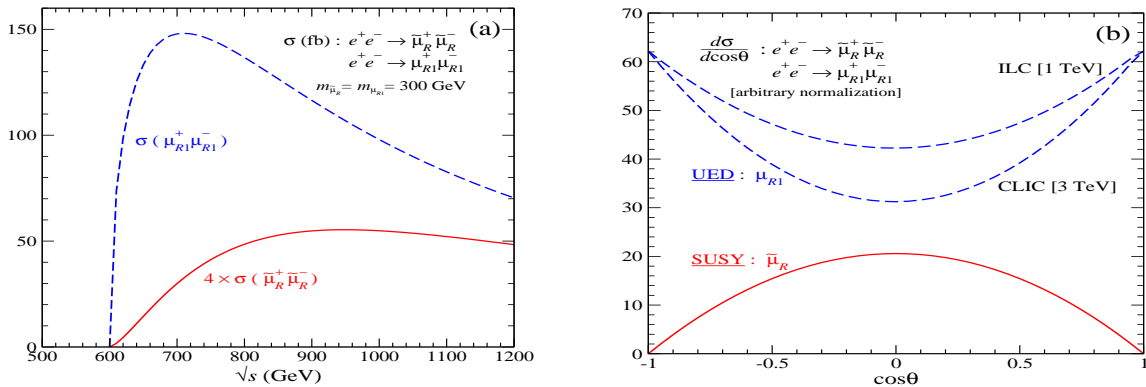 (a)
σ (fb) : e⁺e⁻ → μ̃⁺_R μ̃⁻_R
e⁺e⁻ → μ⁺_R1 μ⁻_R1
m_μ̃_R = m_μ_R1 = 300 GeV
σ ( μ⁺_R1 μ⁻_R1 )
4 × σ ( μ̃⁺_R μ̃⁻_R )
150
100
50
0
500 600 700 800 900 1000 1100 1200
√s (GeV)
(b)
dσ/dcosθ : e⁺e⁻ → μ̃⁺_R μ̃⁻_R
e⁺e⁻ → μ⁺_R1 μ⁻_R1
[arbitrary normalization]
ILC [1 TeV]
UED : μ_R1
CLIC [3 TeV]
SUSY : μ̃_R
70
60
50
40
30
20
10
0
-1 -0.5 0 0.5 1
cosθ